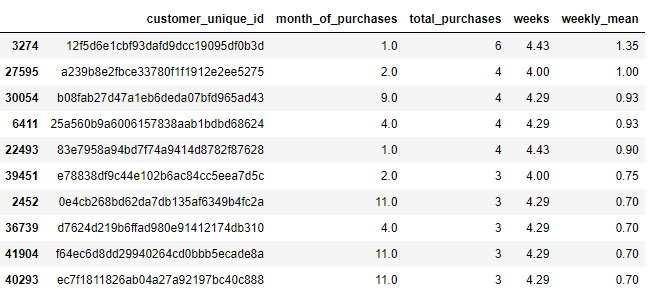 customer_unique_id month_of_purchases total_purchases weeks weekly_mean
3274 12f5d6e1cbf93dafd9dcc19095df0b3d 1.0 6 4.43 1.35
27595 a239b8e2fbce33780f1f1912e2ee5275 2.0 4 4.00 1.00
30054 b08fab27d47a1eb6deda07bfd965ad43 9.0 4 4.29 0.93
6411 25a560b9a6006157838aab1bdbd68624 4.0 4 4.29 0.93
22493 83e7958a94bd7f74a9414d8782f87628 1.0 4 4.43 0.90
39451 e78838df9c44e102b6ac84cc5eea7d5c 2.0 3 4.00 0.75
2452 0e4cb268bd62da7db135af6349b4fc2a 11.0 3 4.29 0.70
36739 d7624d219b6ffad980e91412174db310 4.0 3 4.29 0.70
41904 f64ec6d8dd29940264cd0bbb5ecade8a 11.0 3 4.29 0.70
40293 ec7f1811826ab04a27a92197bc40c888 11.0 3 4.29 0.70